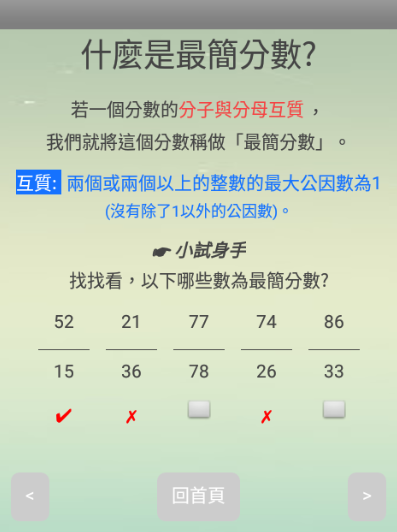 什麼是最簡分數?
若一個分數的分子與分母互質，
我們就將這個分數稱做「最簡分數」。
互質: 兩個或兩個以上的整數的最大公因數為1
(沒有除了1以外的公因數)。
☛ 小試身手
找找看，以下哪些數為最簡分數?
52 21 77 74 86
15 36 78 26 33
✔ ✗ ✗
< 回首頁 >